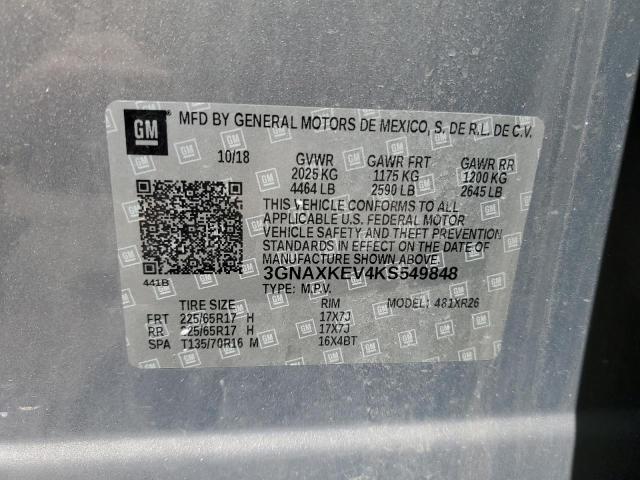 GM MFD BY GENERAL MOTORS DE MEXICO, S. DE R.L. DE C.V.
10/18 GVWR GAWR FRT GAWR RR
2025 KG 1175 KG 1200 KG
4464 LB 2590 LB 2645 LB
THIS VEHICLE CONFORMS TO ALL
APPLICABLE U.S. FEDERAL MOTOR
VEHICLE SAFETY AND THEFT PREVENTION
STANDARDS IN EFFECT ON THE DATE OF
MANUFACTURE SHOWN ABOVE.
3GNAXKEV4KS549848
441B TYPE: M.P.V. MODEL: 481XR26
TIRE SIZE RIM
FRT 225/65R17 H 17X7J
RR 225/65R17 H 17X7J
SPA T135/70R16 M 16X4BT